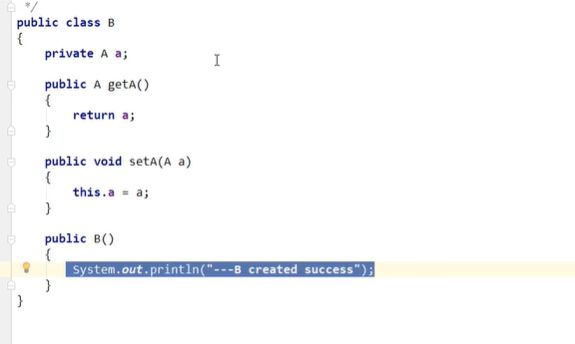 */
public class B
{
    private A a;
    public A getA()
    {
        return a;
    }
    public void setA(A a)
    {
        this.a = a;
    }
    public B()
    {
        System.out.println("---B created success");
    }
}